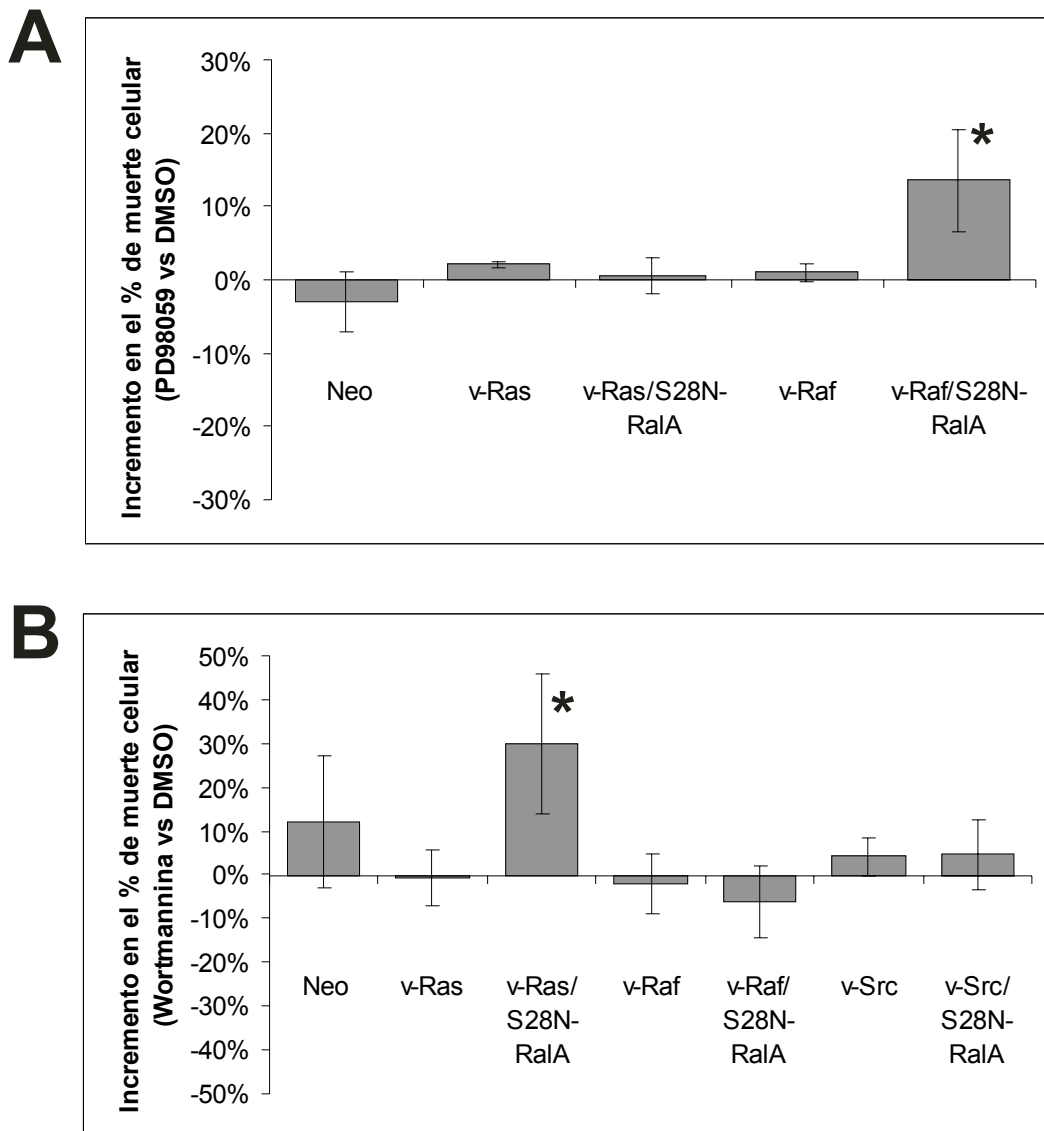 A
Incremento en el % de muerte celular
(PD98059 vs DMSO)
30%
20%
10%
0%
-10%
-20%
-30%
*
Neo
v-Ras
v-Ras/S28N-
RalA
v-Raf
v-Raf/S28N-
RalA
B
Incremento en el % de muerte celular
(Wortmannina vs DMSO)
50%
40%
30%
20%
10%
0%
-10%
-20%
-30%
-40%
-50%
*
Neo
v-Ras
v-Ras/
S28N-
RalA
v-Raf
v-Raf/
S28N-
RalA
v-Src
v-Src/
S28N-
RalA